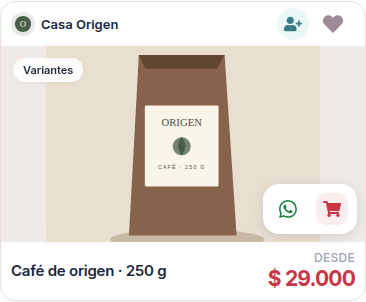 Casa Origen
Variantes
ORIGEN
CAFÉ · 250 G
Café de origen · 250 g
DESDE
$ 29.000